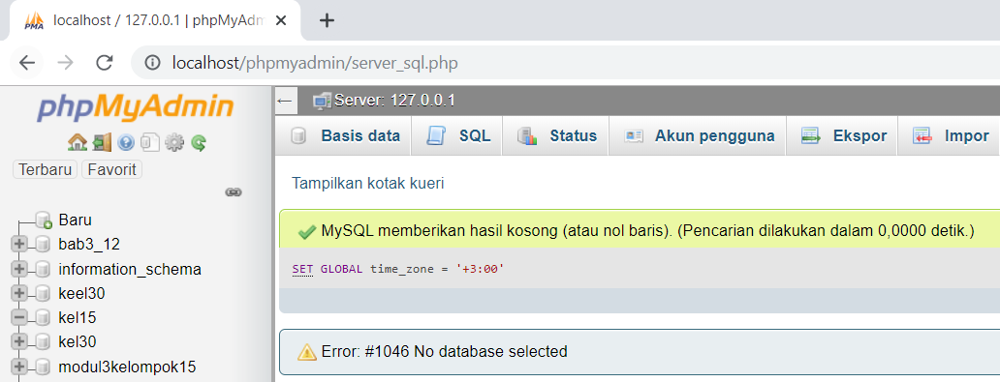 PMA
localhost / 127.0.0.1 | phpMyAdm
localhost/phpmyadmin/server_sql.php
phpMyAdmin
Terbaru Favorit
Baru
bab3_12
information_schema
keel30
kel15
kel30
modul3kelompok15
Server: 127.0.0.1
Basis data SQL Status Akun pengguna Ekspor Impor
Tampilkan kotak kueri
MySQL memberikan hasil kosong (atau nol baris). (Pencarian dilakukan dalam 0,0000 detik.)
SET GLOBAL time_zone = '+3:00'
Error: #1046 No database selected